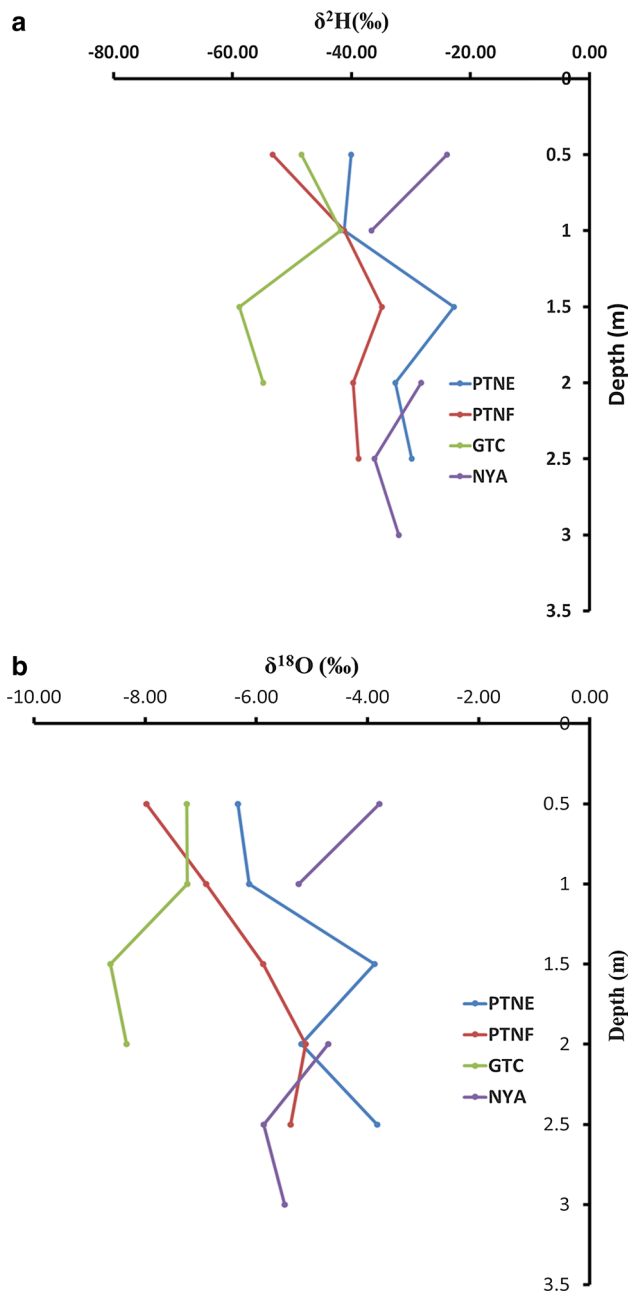 a
δ²H(‰)
-80.00 -60.00 -40.00 -20.00 0.00
0
0.5
1
1.5
2
2.5
3
3.5
Depth (m)
PTNE
PTNF
GTC
NYA
b
δ¹⁸O (‰)
-10.00 -8.00 -6.00 -4.00 -2.00 0.00
0
0.5
1
1.5
2
2.5
3
3.5
Depth (m)
PTNE
PTNF
GTC
NYA